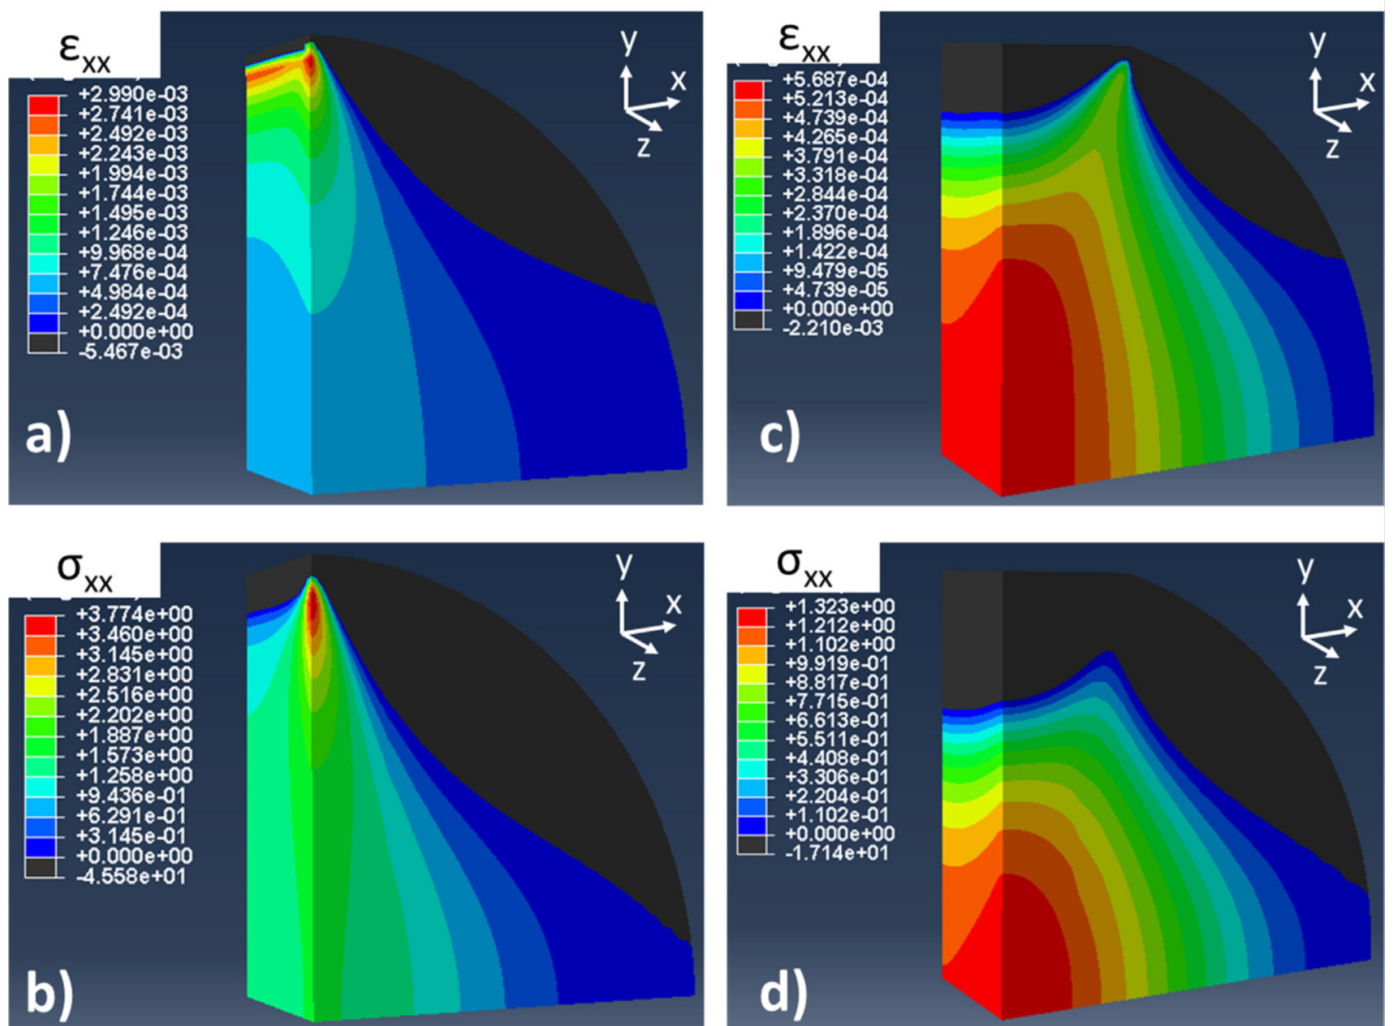 εxx
+2.990e-03
+2.741e-03
+2.492e-03
+2.243e-03
+1.994e-03
+1.744e-03
+1.495e-03
+1.246e-03
+9.968e-04
+7.476e-04
+4.984e-04
+2.492e-04
+0.000e+00
-5.467e-03
y
x
z
a)
εxx
+5.687e-04
+5.213e-04
+4.739e-04
+4.265e-04
+3.791e-04
+3.318e-04
+2.844e-04
+2.370e-04
+1.896e-04
+1.422e-04
+9.479e-05
+4.739e-05
+0.000e+00
-2.210e-03
y
x
z
c)
σxx
+3.774e+00
+3.460e+00
+3.145e+00
+2.831e+00
+2.516e+00
+2.202e+00
+1.887e+00
+1.573e+00
+1.258e+00
+9.436e-01
+6.291e-01
+3.145e-01
+0.000e+00
-4.558e+01
y
x
z
b)
σxx
+1.323e+00
+1.212e+00
+1.102e+00
+9.919e-01
+8.817e-01
+7.715e-01
+6.613e-01
+5.511e-01
+4.408e-01
+3.306e-01
+2.204e-01
+1.102e-01
+0.000e+00
-1.714e+01
y
x
z
d)